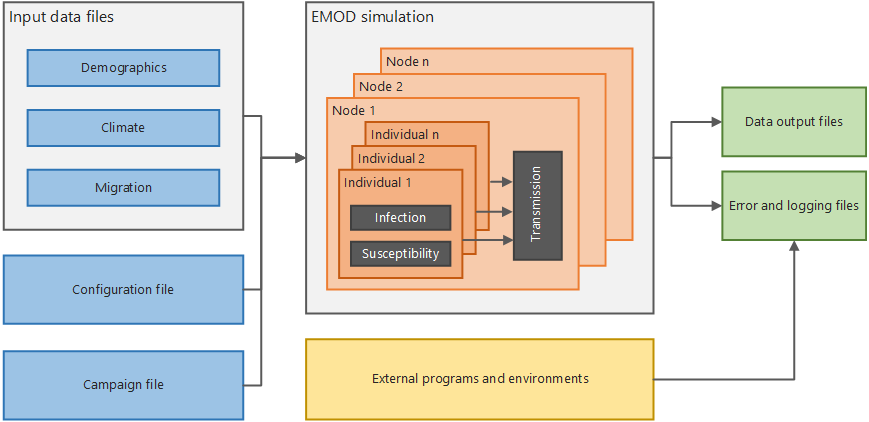 Input data files
Demographics
Climate
Migration
Configuration file
Campaign file
EMOD simulation
Node n
Node 2
Node 1
Individual n
Individual 2
Individual 1
Infection
Susceptibility
Transmission
External programs and environments
Data output files
Error and logging files